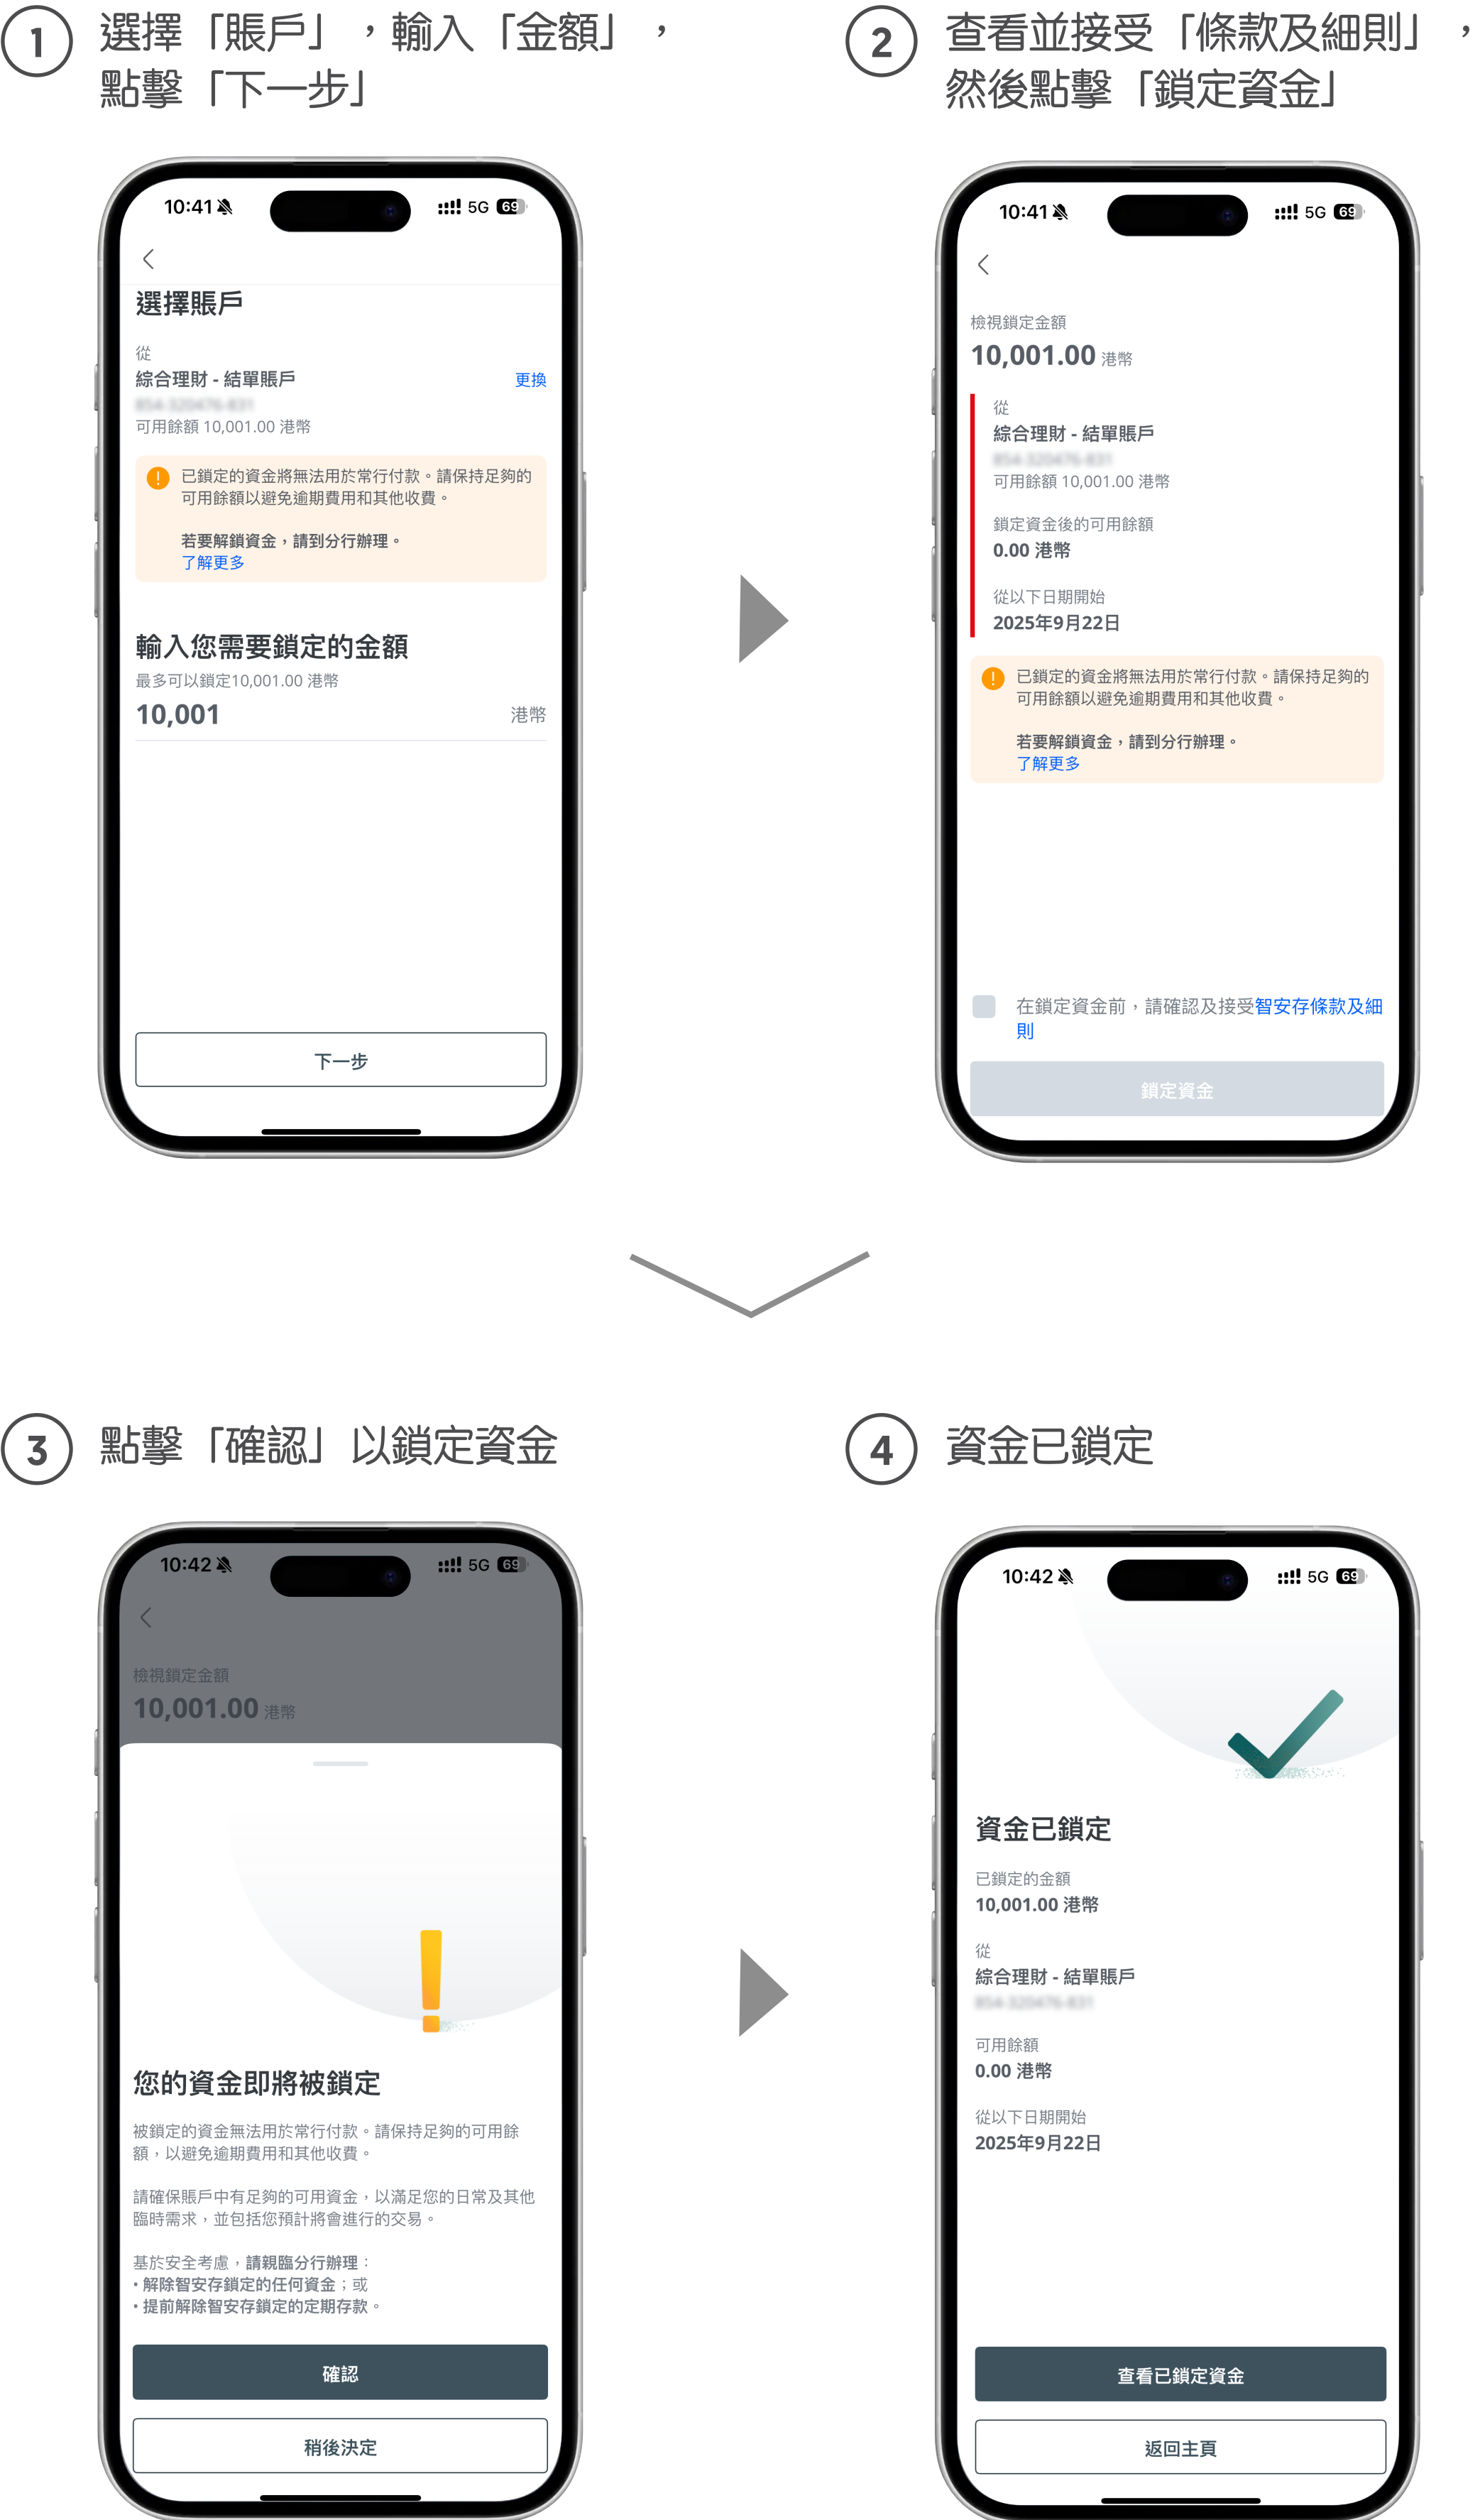 1
選擇「賬戶」，輸入「金額」，
點擊「下一步」
10:41
5G 69
選擇賬戶
從
綜合理財 - 結單賬戶
更換
可用餘額 10,001.00 港幣
已鎖定的資金將無法用於常行付款。請保持足夠的
可用餘額以避免逾期費用和其他收費。
若要解鎖資金，請到分行辦理。
了解更多
輸入您需要鎖定的金額
最多可以鎖定10,001.00 港幣
10,001 港幣
下一步
2
查看並接受「條款及細則」，
然後點擊「鎖定資金」
10:41
5G 69
檢視鎖定金額
10,001.00 港幣
從
綜合理財 - 結單賬戶
可用餘額 10,001.00 港幣
鎖定資金後的可用餘額
0.00 港幣
從以下日期開始
2025年9月22日
已鎖定的資金將無法用於常行付款。請保持足夠的
可用餘額以避免逾期費用和其他收費。
若要解鎖資金，請到分行辦理。
了解更多
在鎖定資金前，請確認及接受智安存條款及細
則
鎖定資金
3
點擊「確認」以鎖定資金
10:42
5G 69
檢視鎖定金額
10,001.00 港幣
您的資金即將被鎖定
被鎖定的資金無法用於常行付款。請保持足夠的可用餘
額，以避免逾期費用和其他收費。
請確保賬戶中有足夠的可用資金，以滿足您的日常及其他
臨時需求，並包括您預計將會進行的交易。
基於安全考慮，請親臨分行辦理：
• 解除智安存鎖定的任何資金；或
• 提前解除智安存鎖定的定期存款。
確認
稍後決定
4
資金已鎖定
10:42
5G 69
資金已鎖定
已鎖定的金額
10,001.00 港幣
從
綜合理財 - 結單賬戶
可用餘額
0.00 港幣
從以下日期開始
2025年9月22日
查看已鎖定資金
返回主頁